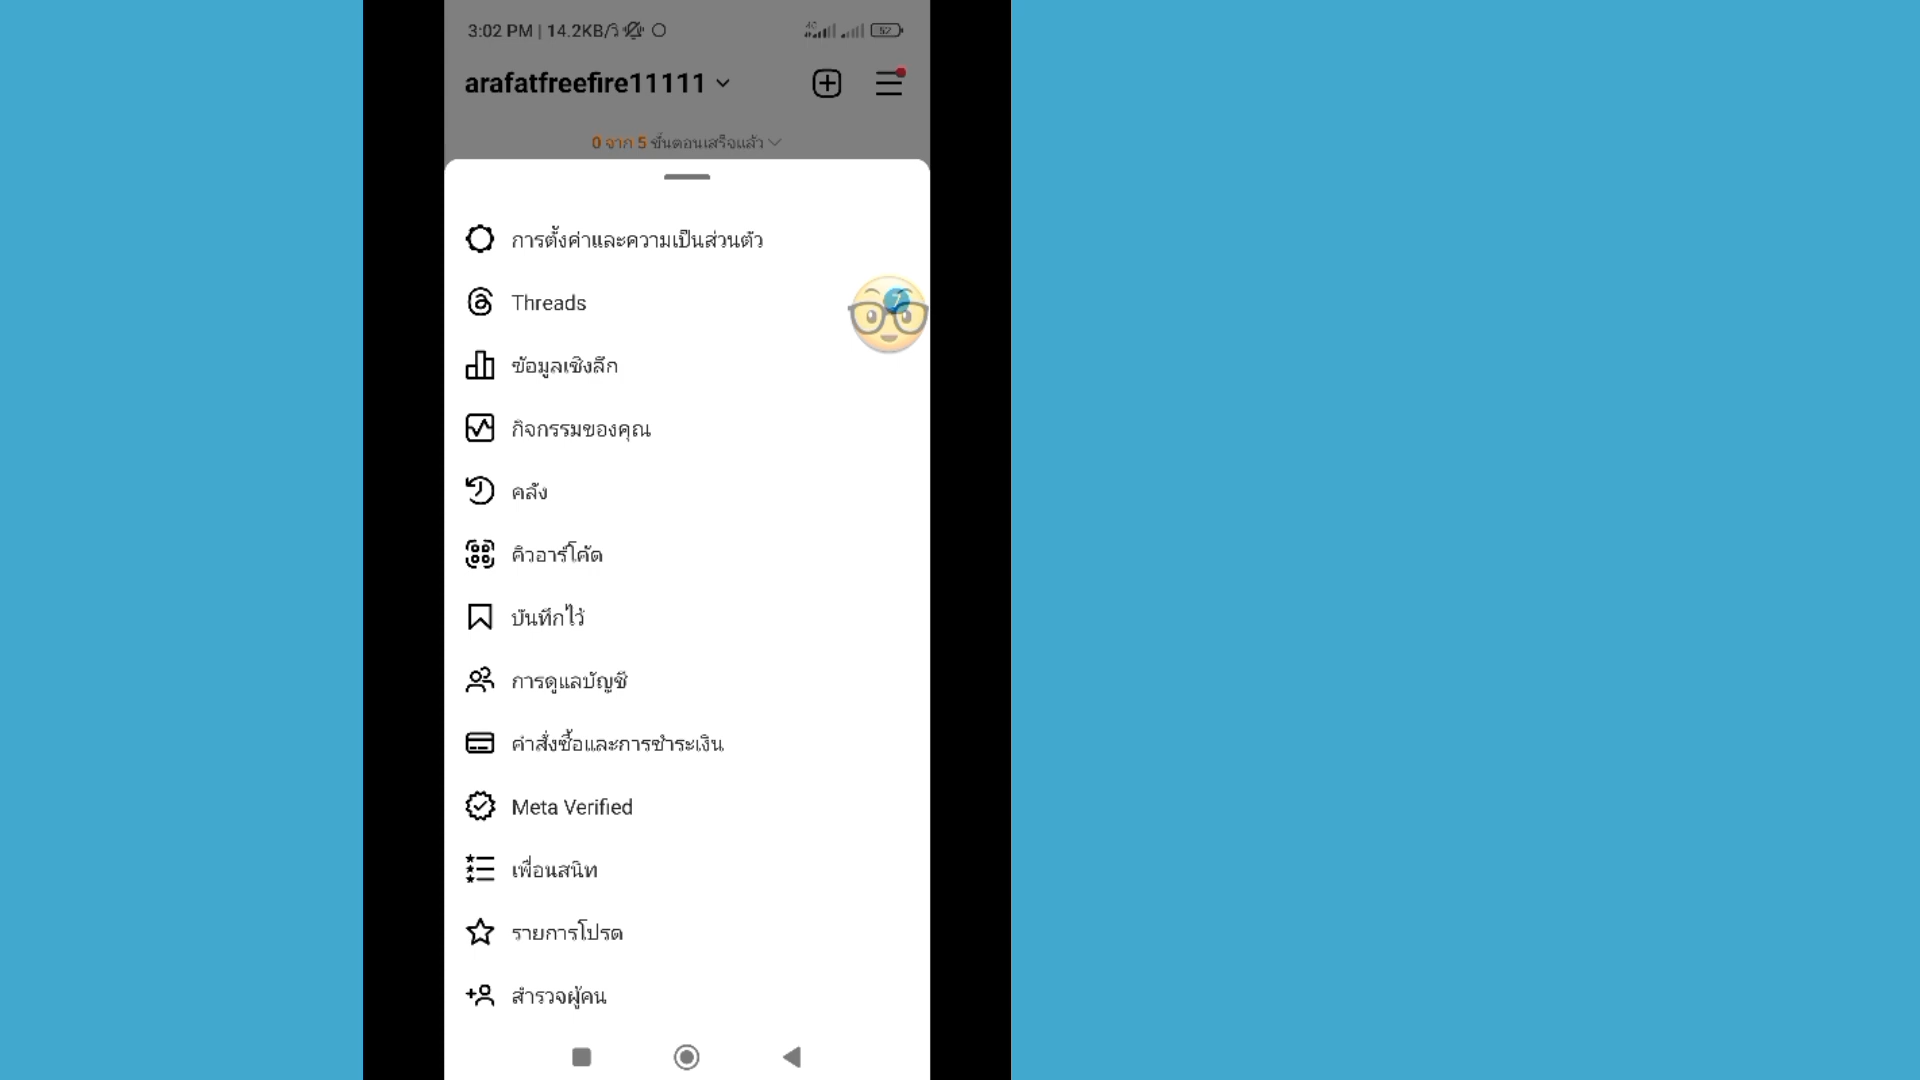 3:02 PM | 14.2KB/วิ
52
arafatfreefire11111
0 จาก 5 ขั้นตอนเสร็จแล้ว
การตั้งค่าและความเป็นส่วนตัว
Threads
7
ข้อมูลเชิงลึก
กิจกรรมของคุณ
คลัง
คิวอาร์โค้ด
บันทึกไว้
การดูแลบัญชี
คำสั่งซื้อและการชำระเงิน
Meta Verified
เพื่อนสนิท
รายการโปรด
สำรวจผู้คน